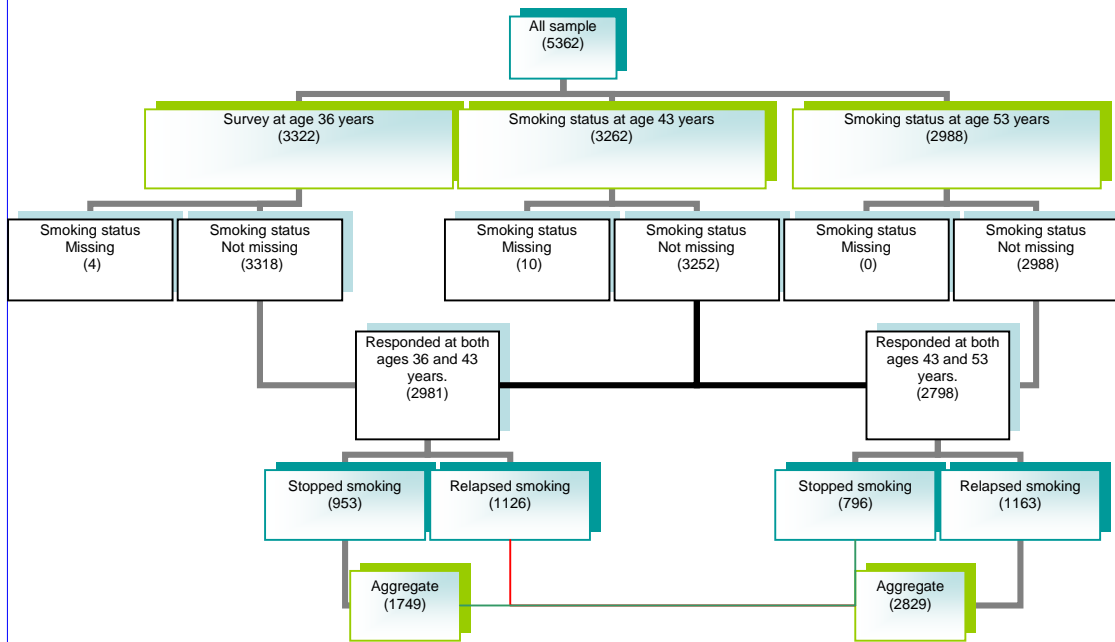 All sample
(5362)
Survey at age 36 years
(3322)
Smoking status at age 43 years
(3262)
Smoking status at age 53 years
(2988)
Smoking status
Missing
(4)
Smoking status
Not missing
(3318)
Smoking status
Missing
(10)
Smoking status
Not missing
(3252)
Smoking status
Missing
(0)
Smoking status
Not missing
(2988)
Responded at both
ages 36 and 43
years.
(2981)
Responded at both
ages 43 and 53
years.
(2798)
Stopped smoking
(953)
Relapsed smoking
(1126)
Stopped smoking
(796)
Relapsed smoking
(1163)
Aggregate
(1749)
Aggregate
(2829)